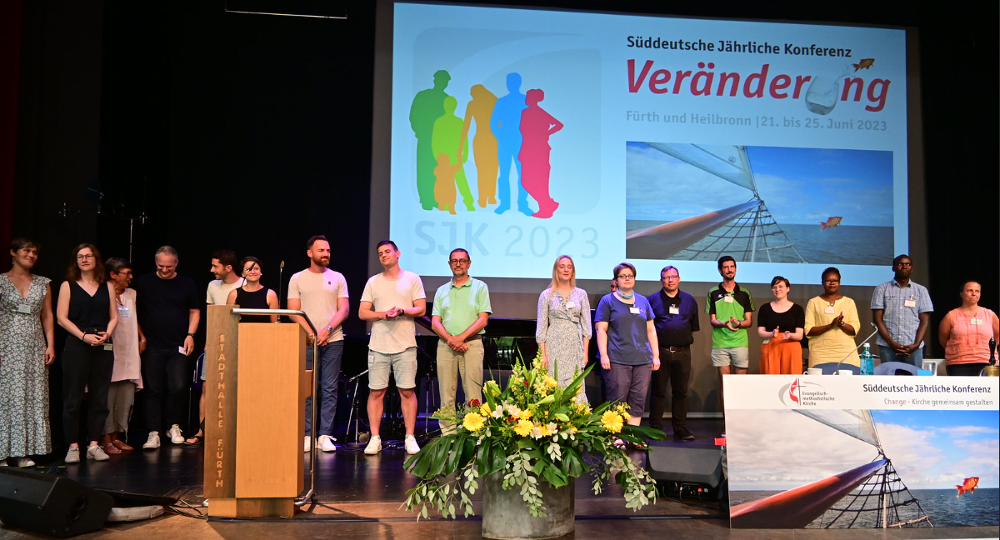 Süddeutsche Jährliche Konferenz
Veränderung
Fürth und Heilbronn | 21. bis 25. Juni 2023
SJK 2023
STADTHALLE FÜRTH
Evangelisch-
methodistische
Kirche
Süddeutsche Jährliche Konferenz
Change - Kirche gemeinsam gestalten